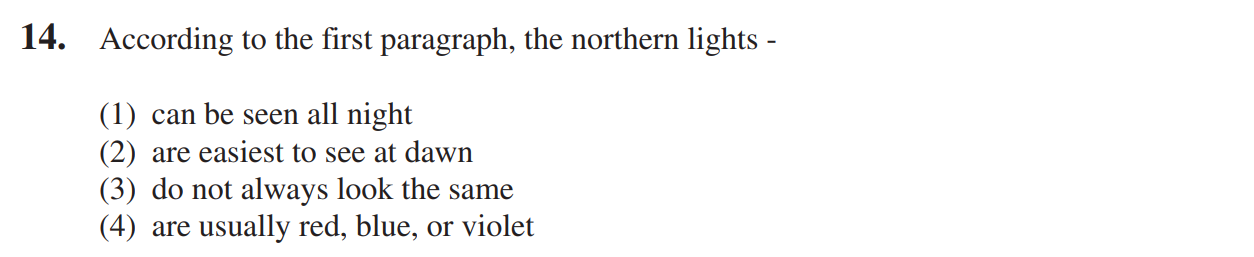 14. According to the first paragraph, the northern lights -
(1) can be seen all night
(2) are easiest to see at dawn
(3) do not always look the same
(4) are usually red, blue, or violet